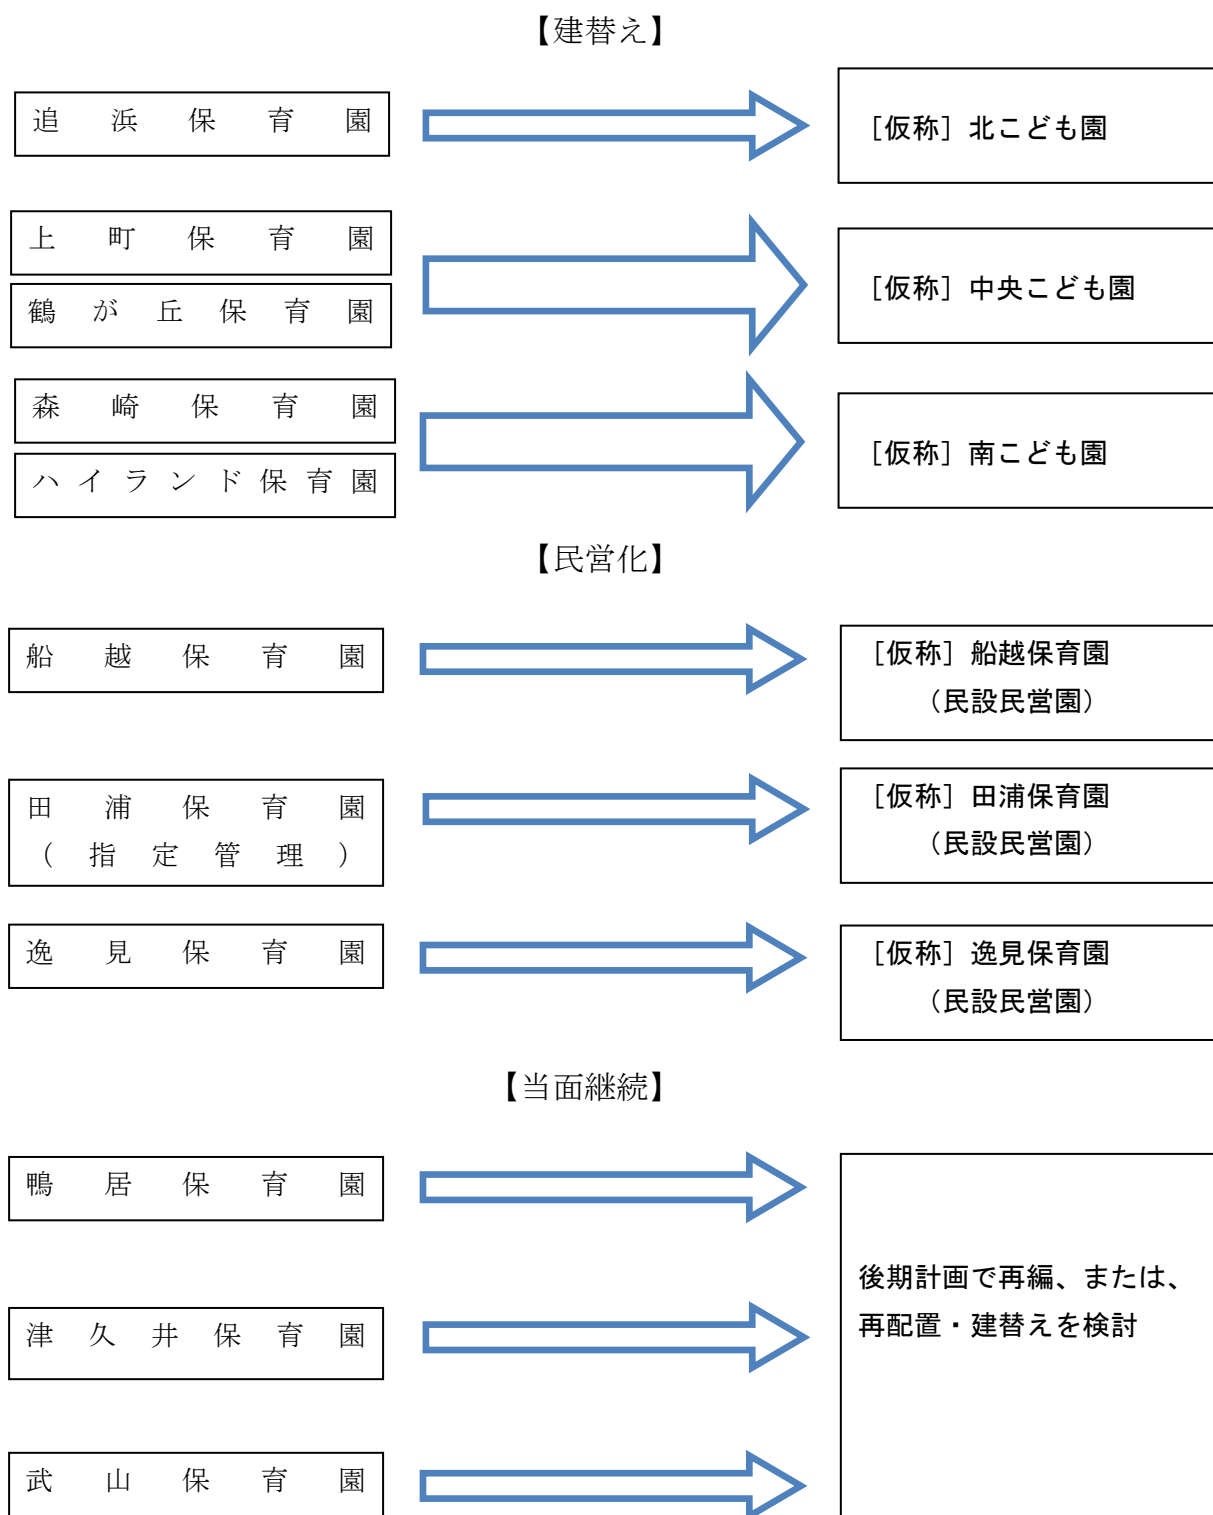 【建替え】
追浜保育園
［仮称］北こども園
上町保育園
鶴が丘保育園
［仮称］中央こども園
森崎保育園
ハイランド保育園
［仮称］南こども園
【民営化】
船越保育園
［仮称］船越保育園
（民設民営園）
田浦保育園
（指定管理）
［仮称］田浦保育園
（民設民営園）
逸見保育園
［仮称］逸見保育園
（民設民営園）
【当面継続】
鴨居保育園
津久井保育園
武山保育園
後期計画で再編、または、
再配置・建替えを検討